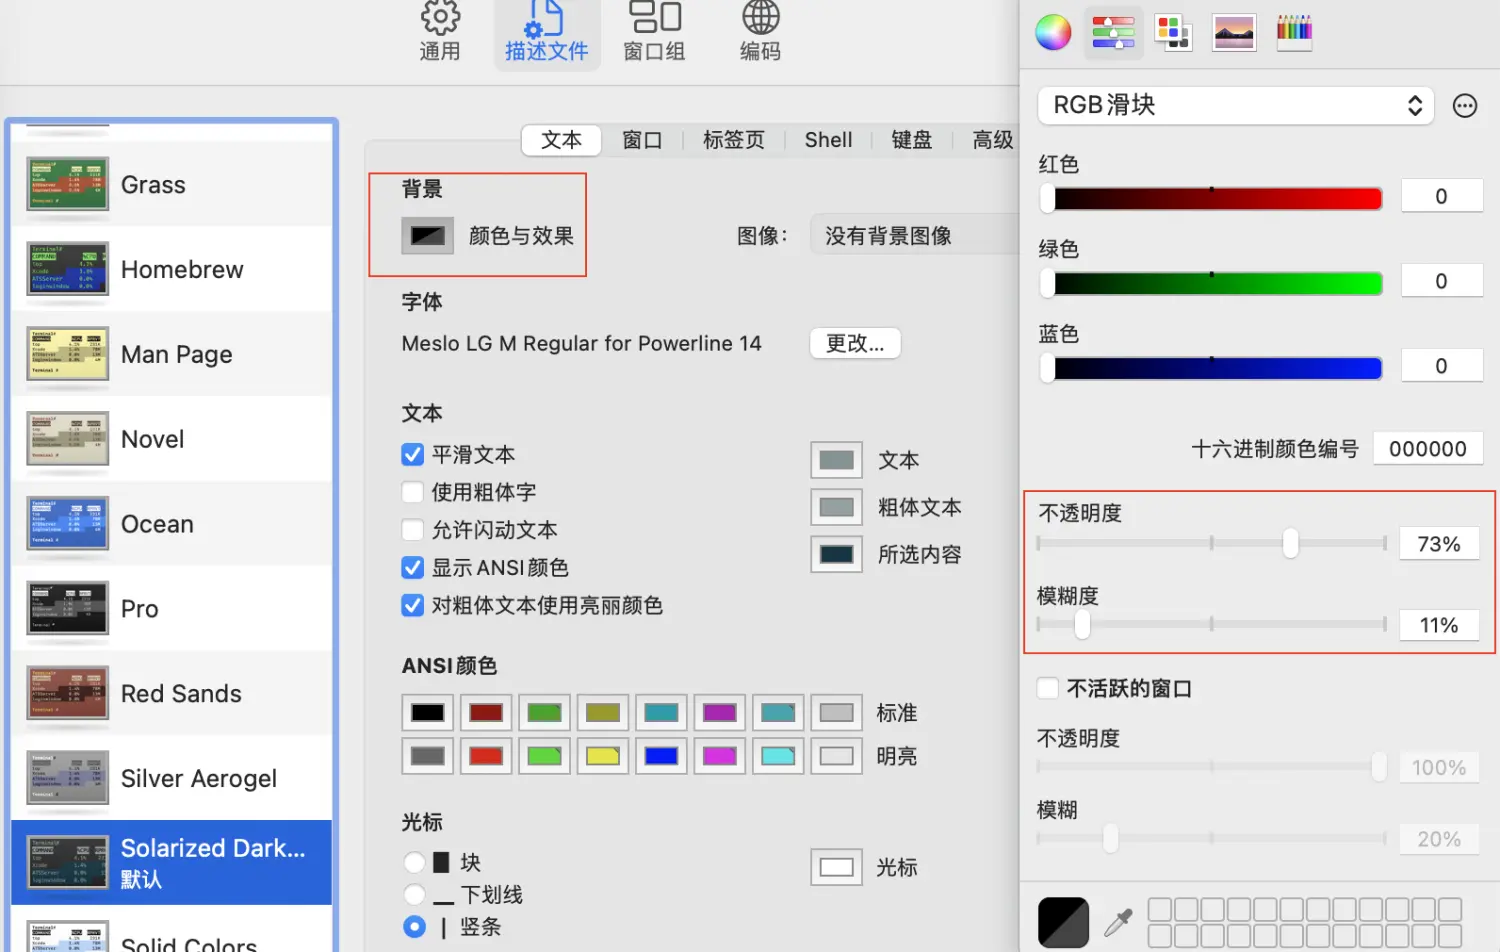 通用
描述文件
窗口组
编码
Grass
Homebrew
Man Page
Novel
Ocean
Pro
Red Sands
Silver Aerogel
Solarized Dark...
默认
Solid Colors
文本
窗口
标签页
Shell
键盘
高级
背景
颜色与效果
图像：
没有背景图像
字体
Meslo LG M Regular for Powerline 14
更改...
文本
平滑文本
使用粗体字
允许闪动文本
显示 ANSI 颜色
对粗体文本使用亮丽颜色
文本
粗体文本
所选内容
ANSI 颜色
标准
明亮
光标
块
下划线
竖条
光标
RGB 滑块
红色
0
绿色
0
蓝色
0
十六进制颜色编号
000000
不透明度
73%
模糊度
11%
不活跃的窗口
不透明度
100%
模糊
20%